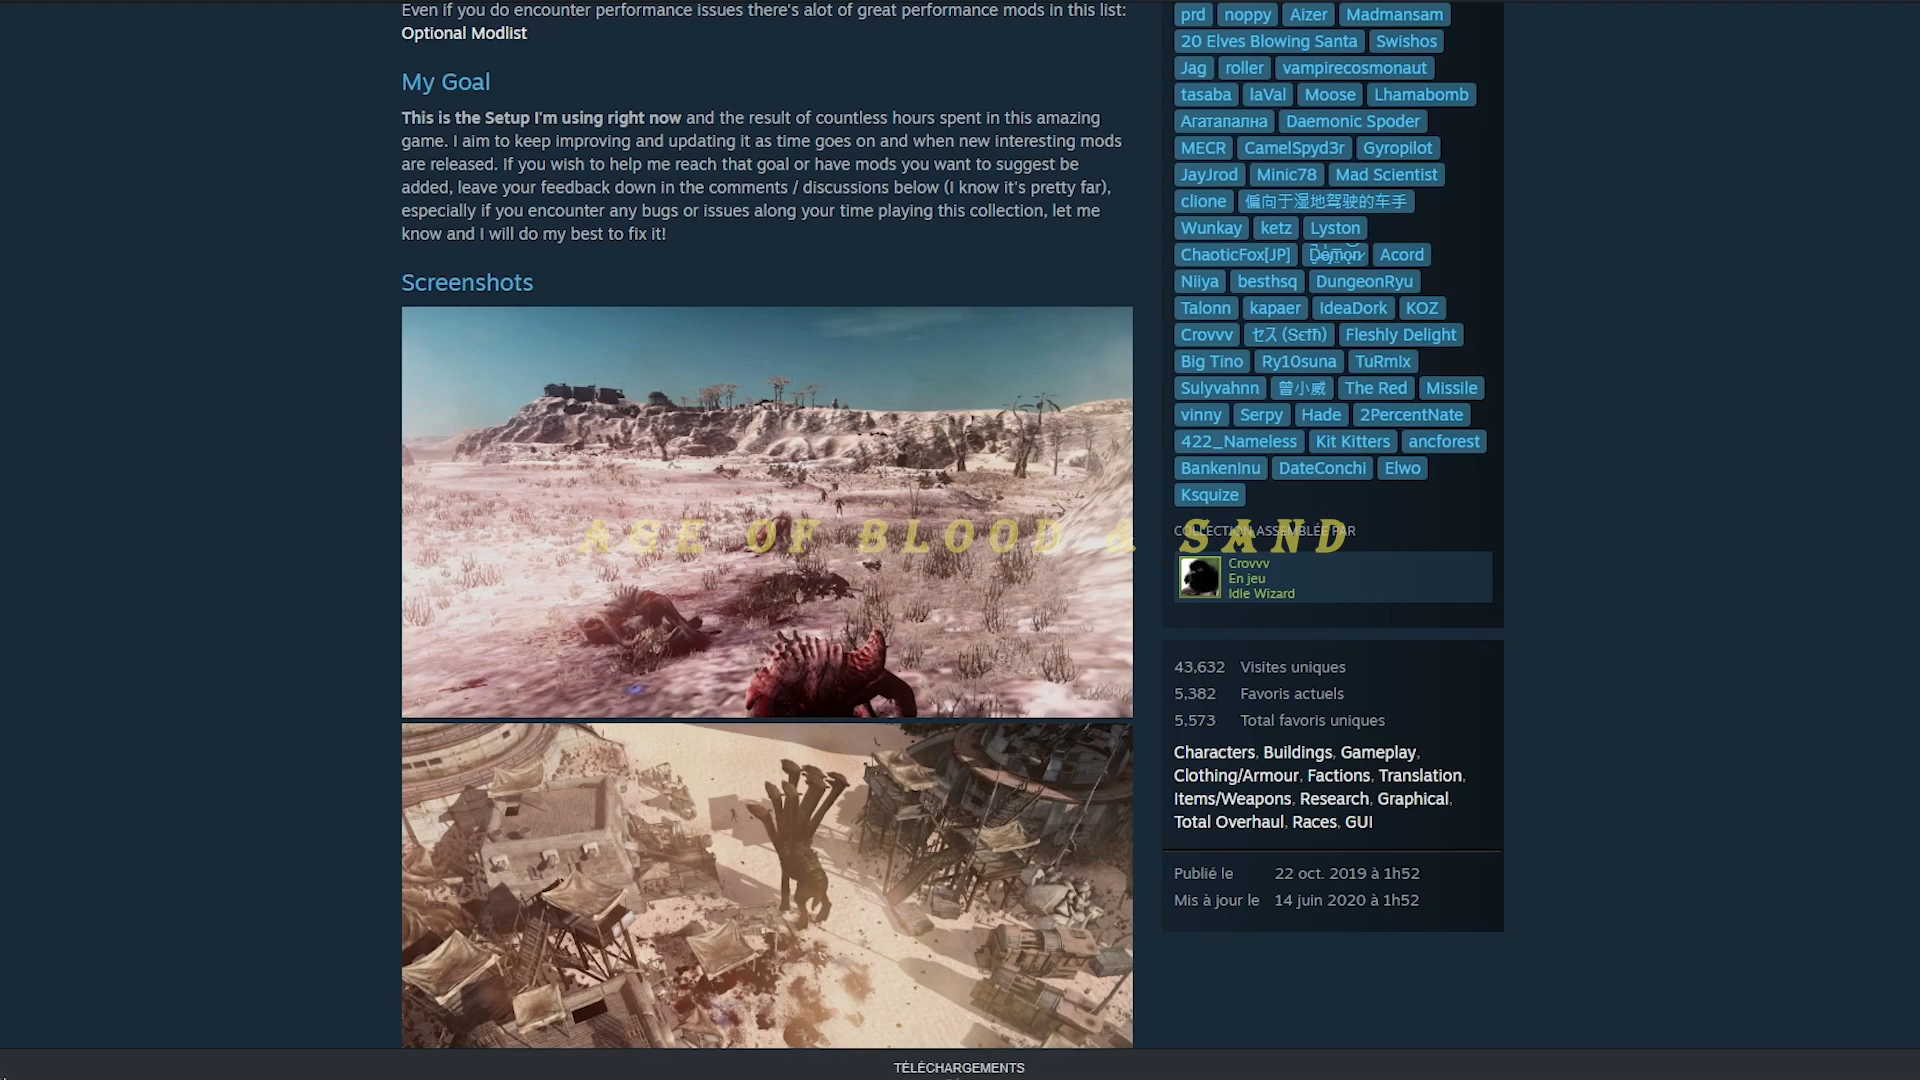 Even if you do encounter performance issues there's alot of great performance mods in this list:
Optional Modlist
My Goal
This is the Setup I'm using right now and the result of countless hours spent in this amazing
game. I aim to keep improving and updating it as time goes on and when new interesting mods
are released. If you wish to help me reach that goal or have mods you want to suggest be
added, leave your feedback down in the comments / discussions below (I know it's pretty far),
especially if you encounter any bugs or issues along your time playing this collection, let me
know and I will do my best to fix it!
Screenshots
AGE OF BLOOD & SAND
prd noppy Aizer Madmansam
20 Elves Blowing Santa Swishos
Jag roller vampirecosmonaut
tasaba laVal Moose Lhamabomb
Агатапални Daemonic Spoder
MECR CamelSpyd3r Gyropilot
JayJrod Minic78 Mad Scientist
clione 偏向于湿地驾驶的车手
Wunkay ketz Lyston
ChaoticFox[JP] Acord
Niiya besthsq DungeonRyu
Talonn kapaer IdeaDork KOZ
Crovvv セス (Sєťħ) Fleshly Delight
Big Tino Ry10suna TuRmIx
Sulyvahnn 曾小威 The Red Missile
vinny Serpy Hade 2PercentNate
422_Nameless Kit Kitters ancforest
BankenInu DateConchi Elwo
Ksquize
COLLECTION ASSEMBLÉE PAR
Crovvv
En jeu
Idle Wizard
43,632 Visites uniques
5,382 Favoris actuels
5,573 Total favoris uniques
Characters, Buildings, Gameplay,
Clothing/Armour, Factions, Translation,
Items/Weapons, Research, Graphical,
Total Overhaul, Races, GUI
Publié le 22 oct. 2019 à 1h52
Mis à jour le 14 juin 2020 à 1h52
TÉLÉCHARGEMENTS